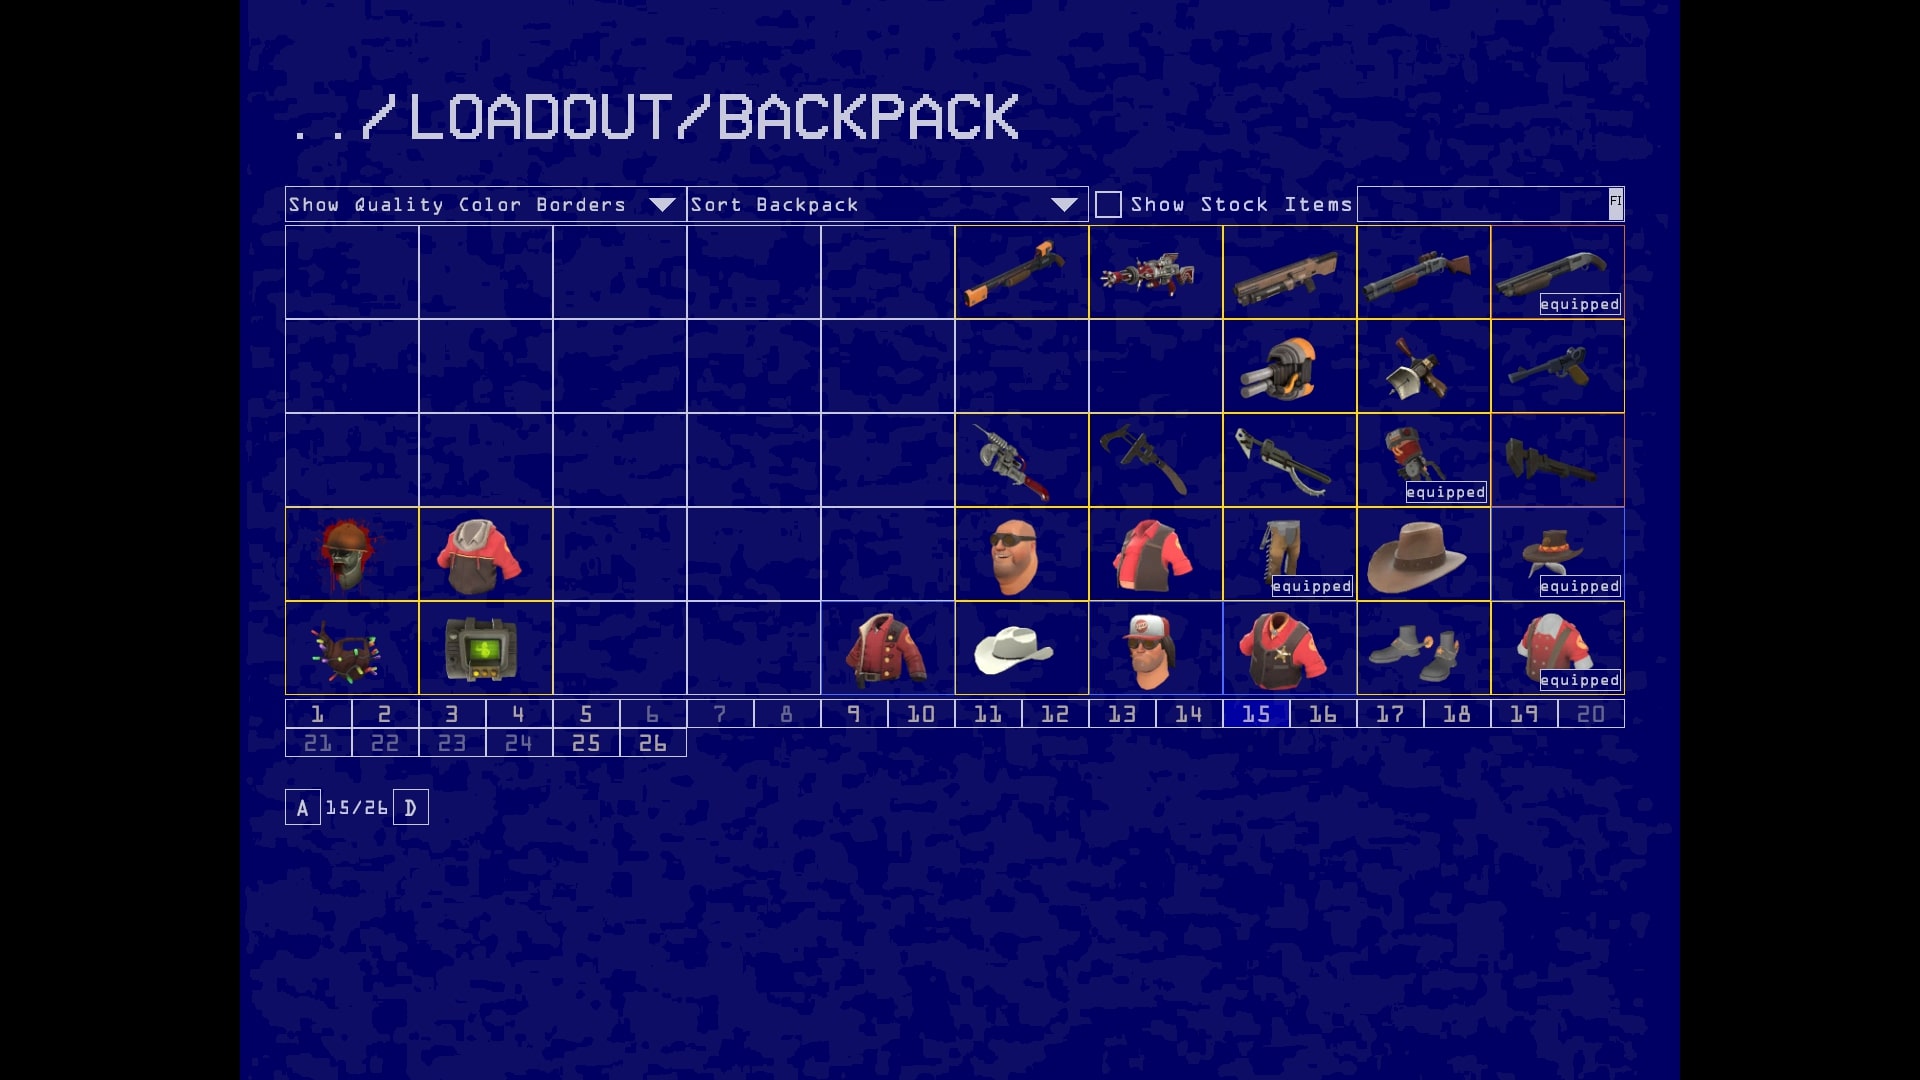 ../LOADOUT/BACKPACK
Show Quality Color Borders Sort Backpack Show Stock Items FI
equipped
equipped
equipped equipped
equipped
1 2 3 4 5 6 7 8 9 10 11 12 13 14 15 16 17 18 19 20
21 22 23 24 25 26
A 15/26 D